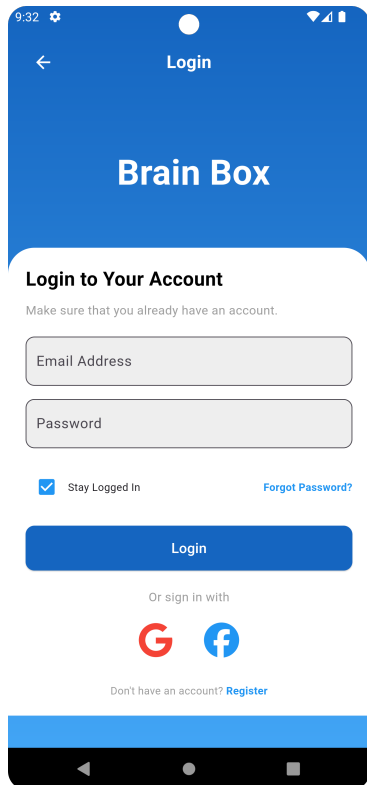 9:32
Login
Brain Box
Login to Your Account
Make sure that you already have an account.
Email Address
Password
Stay Logged In
Forgot Password?
Login
Or sign in with
Don't have an account? Register